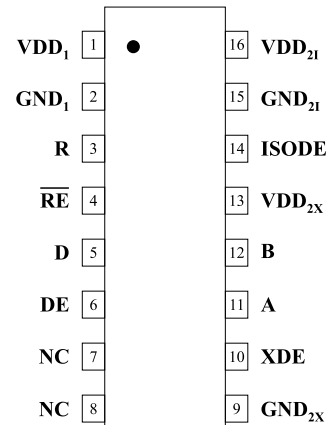 VDD₁ 1 16 VDD₂I
GND₁ 2 15 GND₂I
R 3 14 ISODE
R̅E̅ 4 13 VDD₂X
D 5 12 B
DE 6 11 A
NC 7 10 XDE
NC 8 9 GND₂X